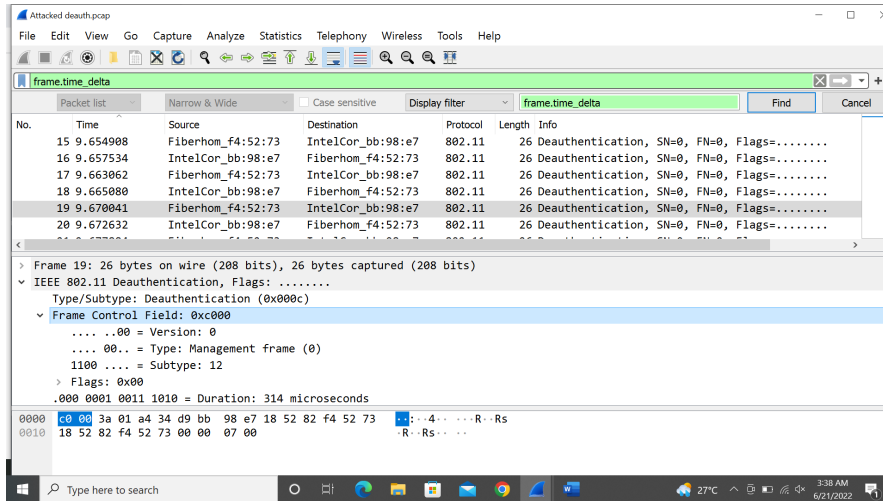 Attacked deauth.pcap
File Edit View Go Capture Analyze Statistics Telephony Wireless Tools Help
frame.time_delta
Packet list Narrow & Wide Case sensitive Display filter frame.time_delta Find Cancel
No. Time Source Destination Protocol Length Info
15 9.654908 Fiberhom_f4:52:73 IntelCor_bb:98:e7 802.11 26 Deauthentication, SN=0, FN=0, Flags=........
16 9.657534 IntelCor_bb:98:e7 Fiberhom_f4:52:73 802.11 26 Deauthentication, SN=0, FN=0, Flags=........
17 9.663062 Fiberhom_f4:52:73 IntelCor_bb:98:e7 802.11 26 Deauthentication, SN=0, FN=0, Flags=........
18 9.665080 IntelCor_bb:98:e7 Fiberhom_f4:52:73 802.11 26 Deauthentication, SN=0, FN=0, Flags=........
19 9.670041 Fiberhom_f4:52:73 IntelCor_bb:98:e7 802.11 26 Deauthentication, SN=0, FN=0, Flags=........
20 9.672632 IntelCor_bb:98:e7 Fiberhom_f4:52:73 802.11 26 Deauthentication, SN=0, FN=0, Flags=........
Frame 19: 26 bytes on wire (208 bits), 26 bytes captured (208 bits)
IEEE 802.11 Deauthentication, Flags: ........
Type/Subtype: Deauthentication (0x000c)
Frame Control Field: 0xc000
.... ..00 = Version: 0
.... 00.. = Type: Management frame (0)
1100 .... = Subtype: 12
Flags: 0x00
.000 0001 0011 1010 = Duration: 314 microseconds
0000 c0 00 3a 01 a4 34 d9 bb 98 e7 18 52 82 f4 52 73 ··:··4·· ···R··Rs
0010 18 52 82 f4 52 73 00 00 07 00 ·R··Rs·· ··
Type here to search
27°C
3:38 AM
6/21/2022